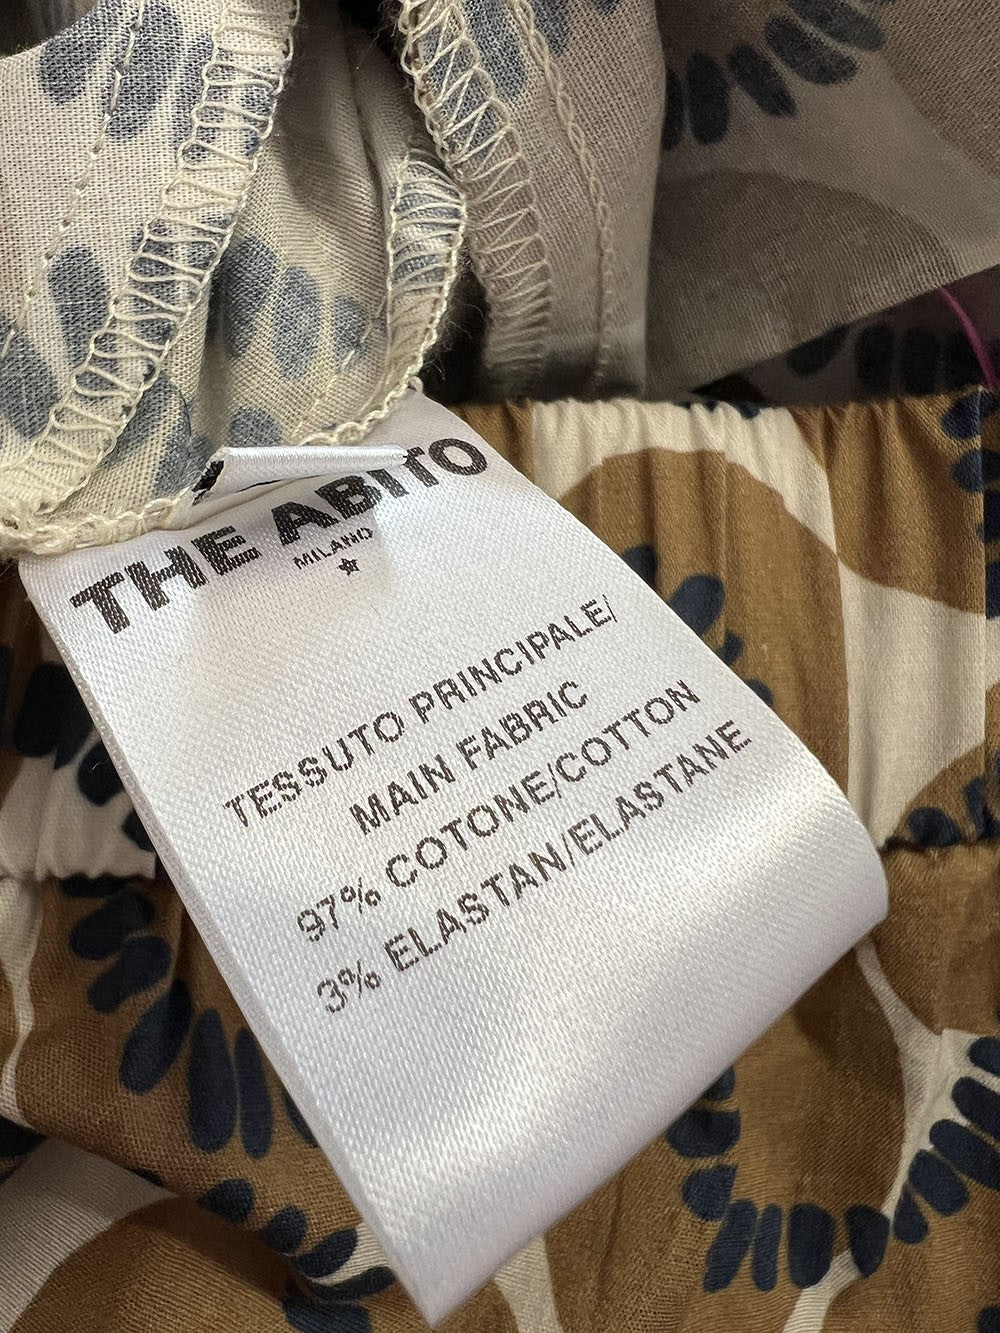 THE ABITO
MILANO
TESSUTO PRINCIPALE/
MAIN FABRIC
97% COTONE/COTTON
3% ELASTAN/ELASTANE